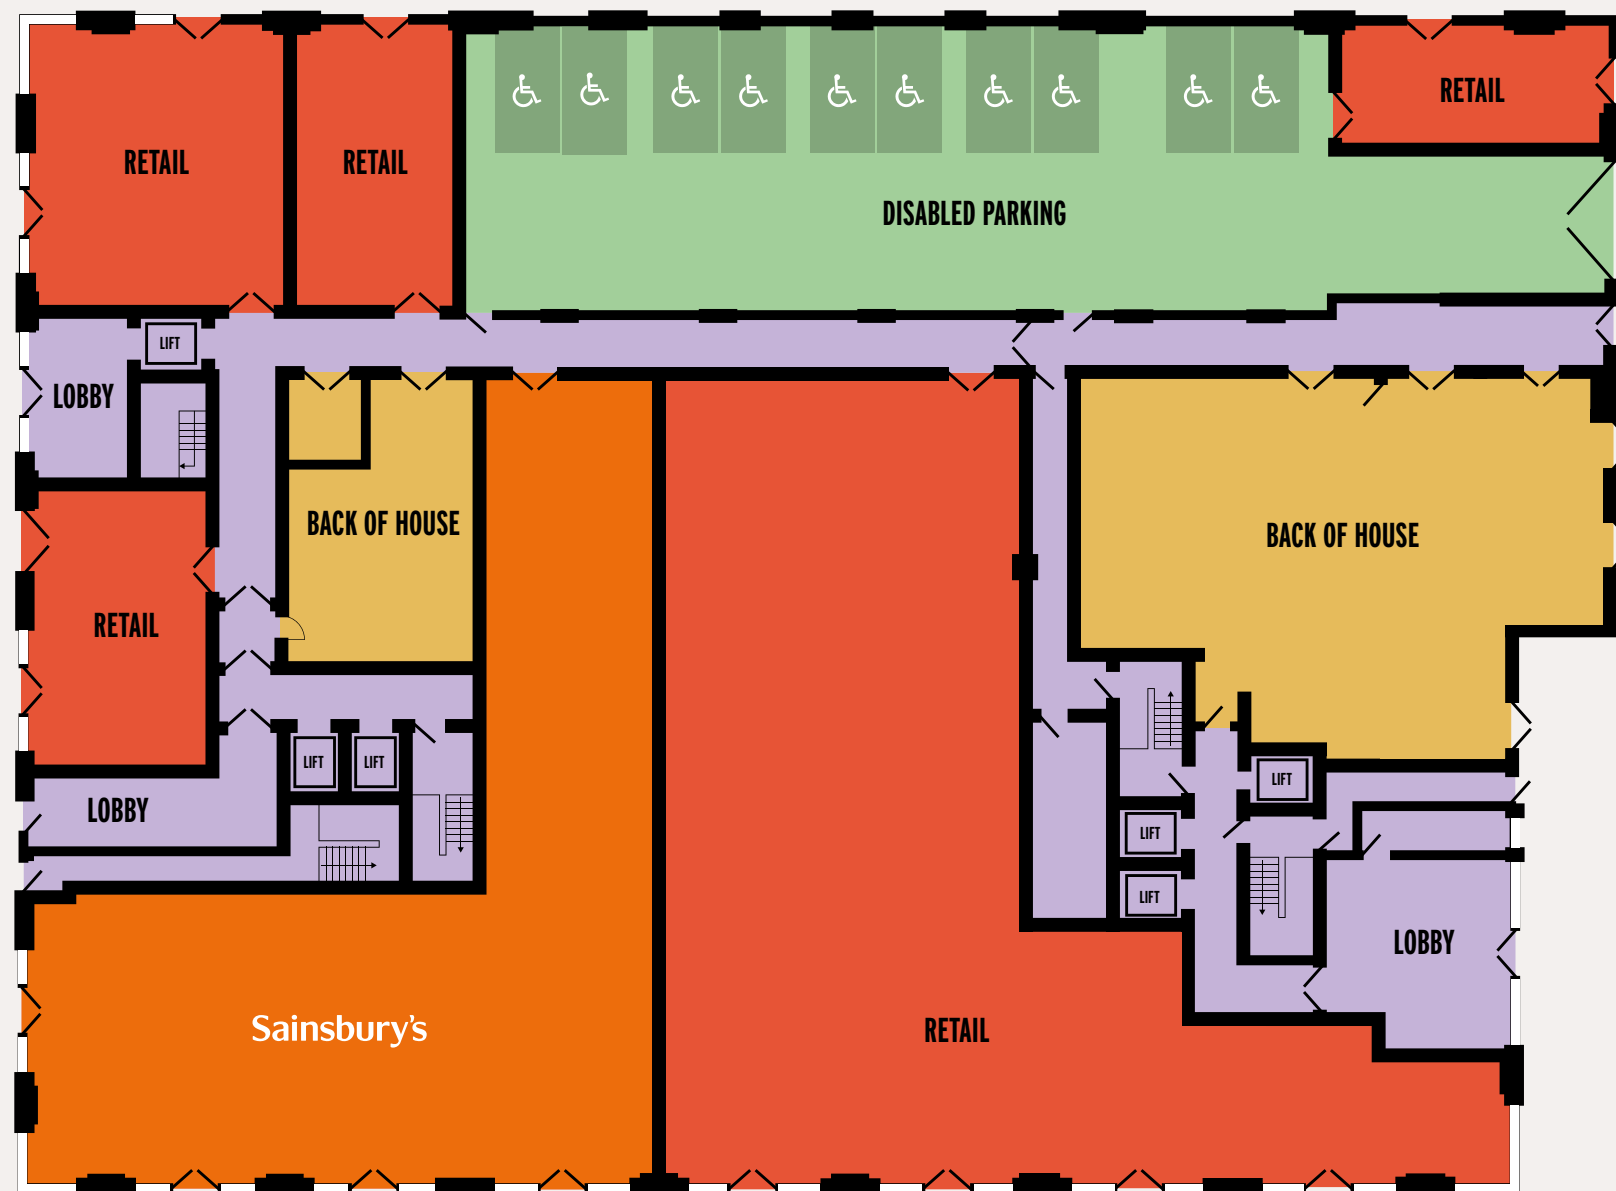 RETAIL
RETAIL
RETAIL
DISABLED PARKING
LIFT
LOBBY
BACK OF HOUSE
BACK OF HOUSE
RETAIL
LIFT
LIFT
LIFT
LOBBY
LIFT
LIFT
LOBBY
Sainsbury's
RETAIL